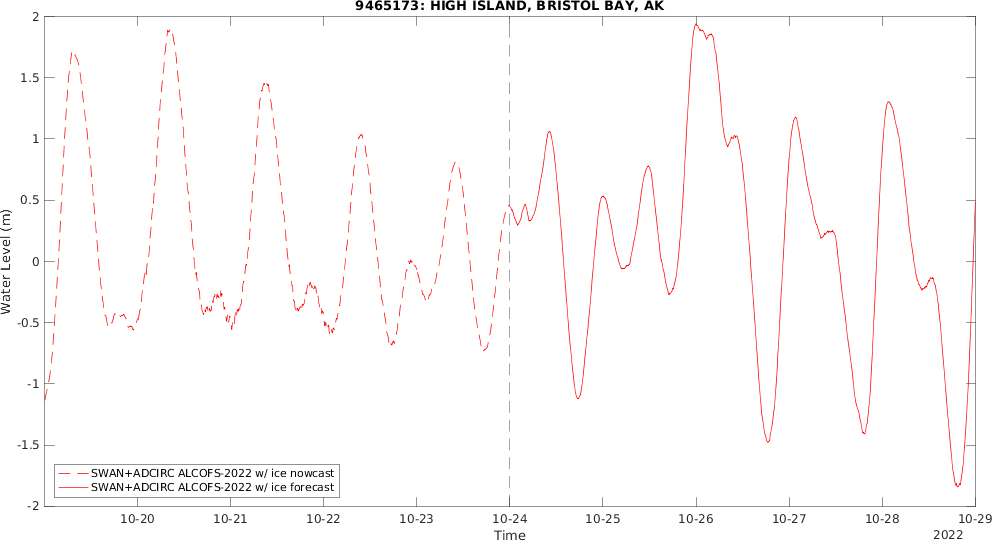 9465173: HIGH ISLAND, BRISTOL BAY, AK
2
1.5
1
0.5
0
-0.5
-1
-1.5
-2
Water Level (m)
SWAN+ADCIRC ALCOFS-2022 w/ ice nowcast
SWAN+ADCIRC ALCOFS-2022 w/ ice forecast
10-20 10-21 10-22 10-23 10-24 10-25 10-26 10-27 10-28 10-29
Time
2022